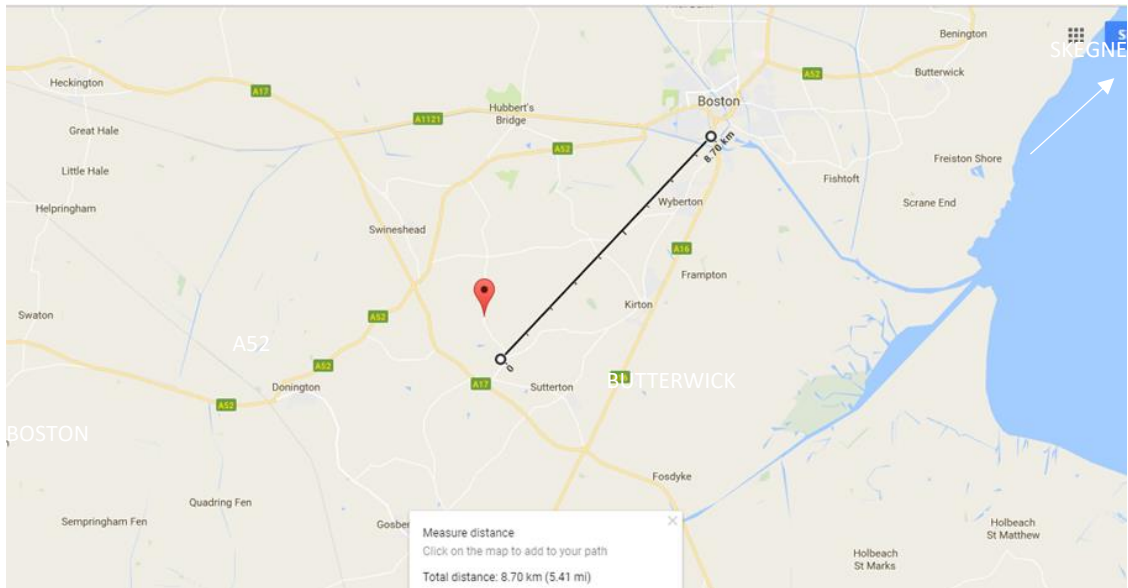 Benington
S
SKEGNE
A52
Butterwick
Heckington
A17
Boston
Hubbert's
Bridge
A1121
Great Hale
8.70 km
A52
Freiston Shore
Little Hale
Fishtoft
Helpringham
Wyberton
Scrane End
Swineshead
A16
Frampton
Kirton
Swaton
A52
A52
A52
0
A17
Sutterton
BUTTERWICK
Donington
A52
BOSTON
Fosdyke
Quadring Fen
Sempringham Fen
Gosber
Holbeach
St Matthew
Holbeach
St Marks
Measure distance
Click on the map to add to your path
Total distance: 8.70 km (5.41 mi)